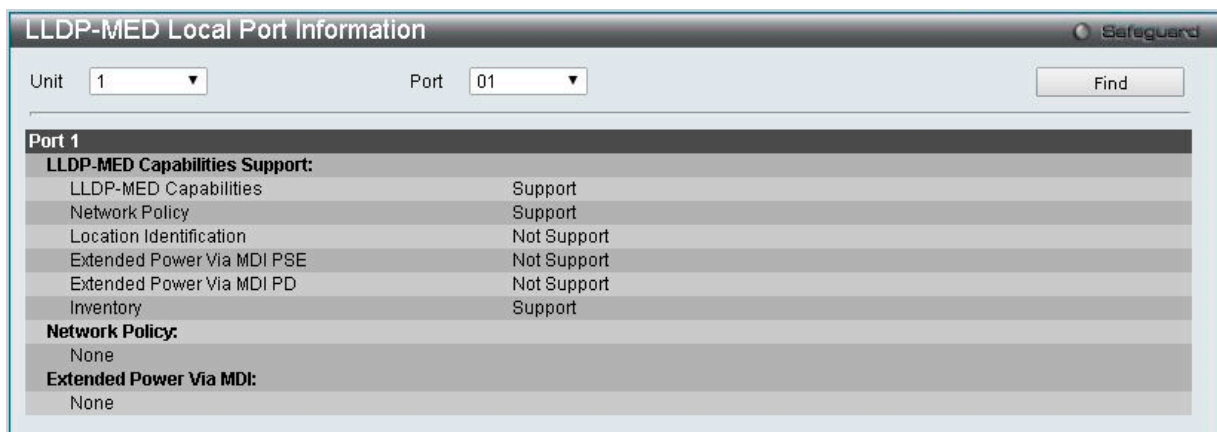 LLDP-MED Local Port Information Safeguard
Unit 1 Port 01 Find
Port 1
LLDP-MED Capabilities Support:
LLDP-MED Capabilities Support
Network Policy Support
Location Identification Not Support
Extended Power Via MDI PSE Not Support
Extended Power Via MDI PD Not Support
Inventory Support
Network Policy:
None
Extended Power Via MDI:
None